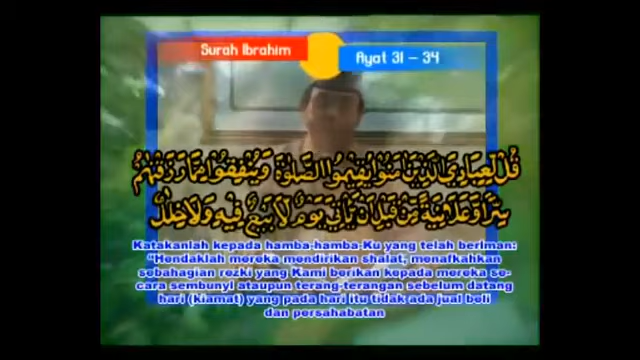 Surah Ibrahim
Ayat 31 - 34
قُل لِّعِبَادِيَ الَّذِينَ آمَنُوا يُقِيمُوا الصَّلَوٰةَ وَيُنفِقُوا مِمَّا رَزَقْنَٰهُمْ
سِرًّا وَعَلَانِيَةً مِّن قَبْلِ أَن يَأْتِيَ يَوْمٌ لَّا بَيْعٌ فِيهِ وَلَا خِلَٰلٌ
Katakanlah kepada hamba-hamba-Ku yang telah beriman:
"Hendaklah mereka mendirikan shalat, menafkahkan
sebahagian rezki yang Kami berikan kepada mereka se-
cara sembunyi ataupun terang-terangan sebelum datang
hari (kiamat) yang pada hari itu tidak ada jual beli
dan persahabatan